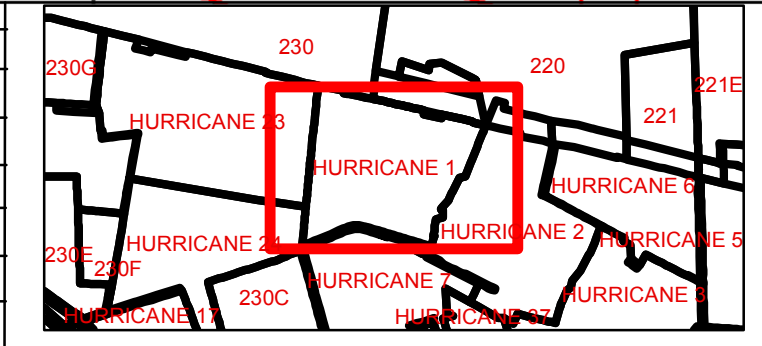 230
220
230G
221E
221
HURRICANE 23
HURRICANE 1
HURRICANE 6
HURRICANE 2
HURRICANE 5
HURRICANE 24
230E
230F
HURRICANE 7
230C
HURRICANE 3
HURRICANE 17
HURRICANE 37